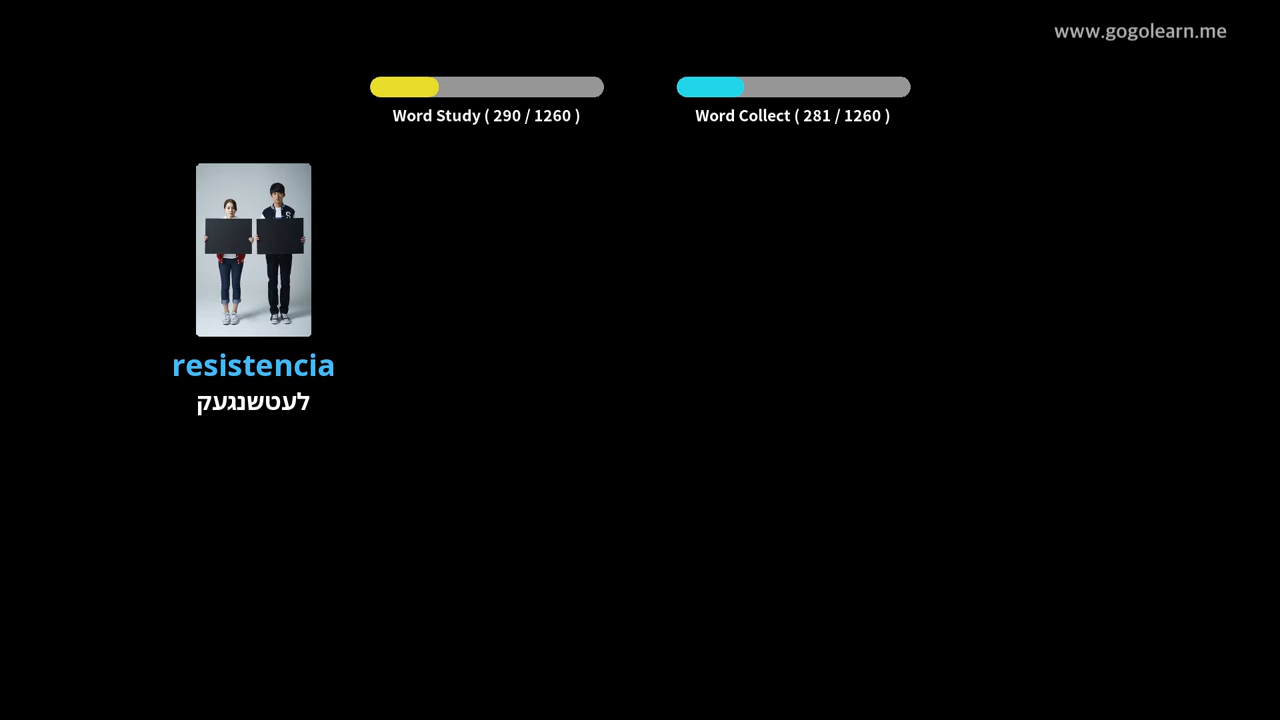 www.gogolearn.me
Word Study ( 290 / 1260 )
Word Collect ( 281 / 1260 )
resistencia
לעטשנגעק